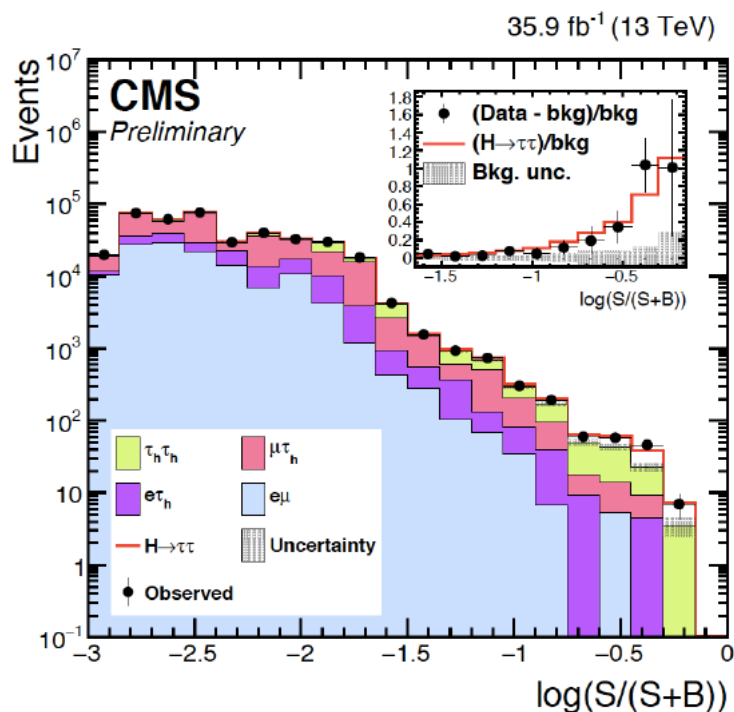 35.9 fb⁻¹ (13 TeV)
Events
10⁷
10⁶
10⁵
10⁴
10³
10²
10
1
10⁻¹
CMS
Preliminary
1.8
1.6
1.4
1.2
1
0.8
0.6
0.4
0.2
0
(Data - bkg)/bkg
(H→ττ)/bkg
Bkg. unc.
−1.5 −1 −0.5
log(S/(S+B))
τₕτₕ μτₕ
eτₕ eμ
H→ττ Uncertainty
Observed
−3 −2.5 −2 −1.5 −1 −0.5 0
log(S/(S+B))